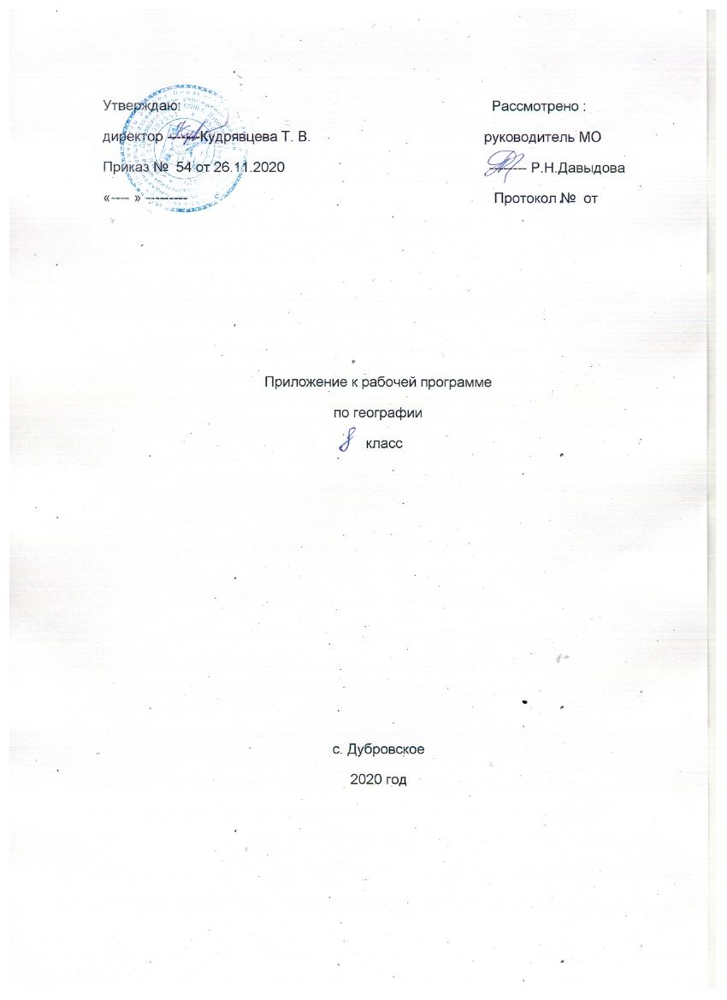 Утверждаю: Рассмотрено :
директор ------Кудрявцева Т. В. руководитель МО
Приказ № 54 от 26.11.2020 -------- Р.Н.Давыдова
«---- » --------- Протокол № от
Приложение к рабочей программе
по географии
8 класс
с. Дубровское
2020 год